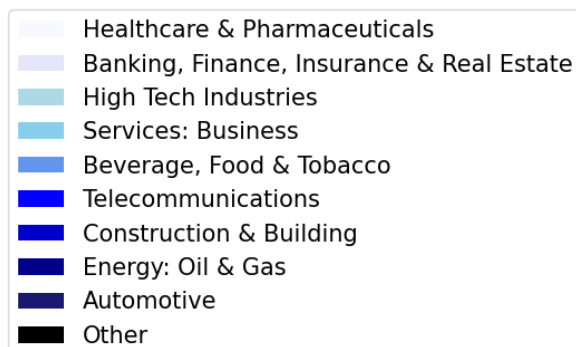 Healthcare & Pharmaceuticals
Banking, Finance, Insurance & Real Estate
High Tech Industries
Services: Business
Beverage, Food & Tobacco
Telecommunications
Construction & Building
Energy: Oil & Gas
Automotive
Other